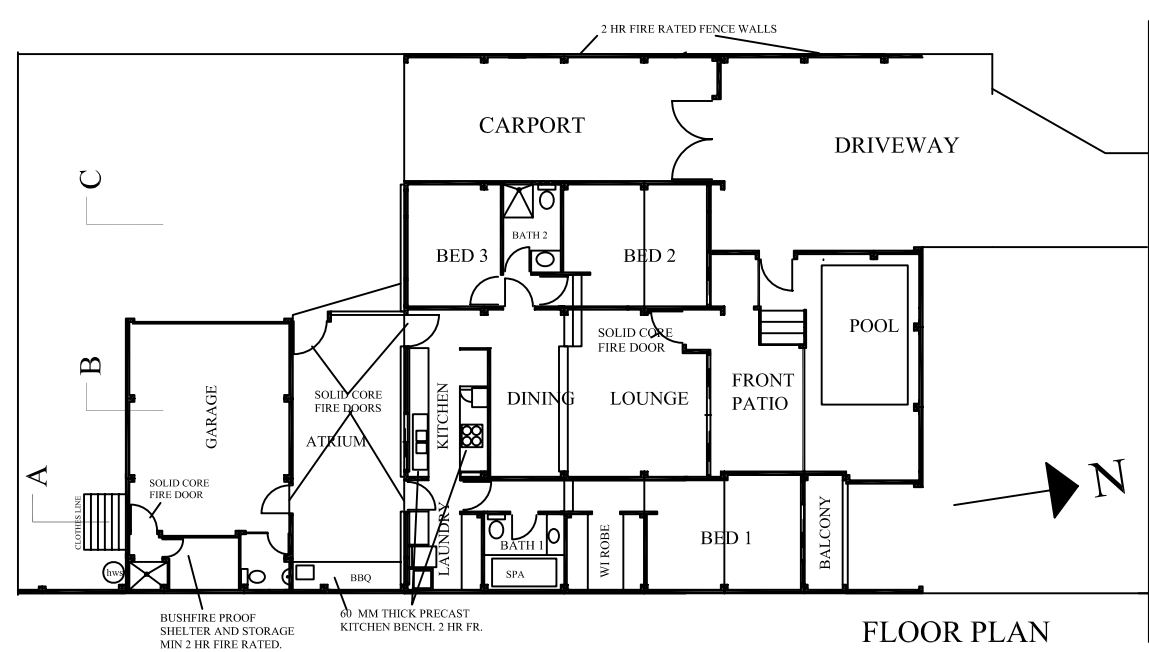 2 HR FIRE RATED FENCE WALLS
CARPORT
DRIVEWAY
C
BATH 2
BED 3
BED 2
SOLID CORE
FIRE DOOR
POOL
B
SOLID CORE
FIRE DOORS
ATRIUM
GARAGE
KITCHEN
DINING
LOUNGE
FRONT
PATIO
A
SOLID CORE
FIRE DOOR
CLOTHES LINE
N
LAUNDRY
BATH 1
SPA
WI ROBE
BED 1
BALCONY
hws
BBQ
BUSHFIRE PROOF
SHELTER AND STORAGE
MIN 2 HR FIRE RATED.
60 MM THICK PRECAST
KITCHEN BENCH. 2 HR FR.
FLOOR PLAN